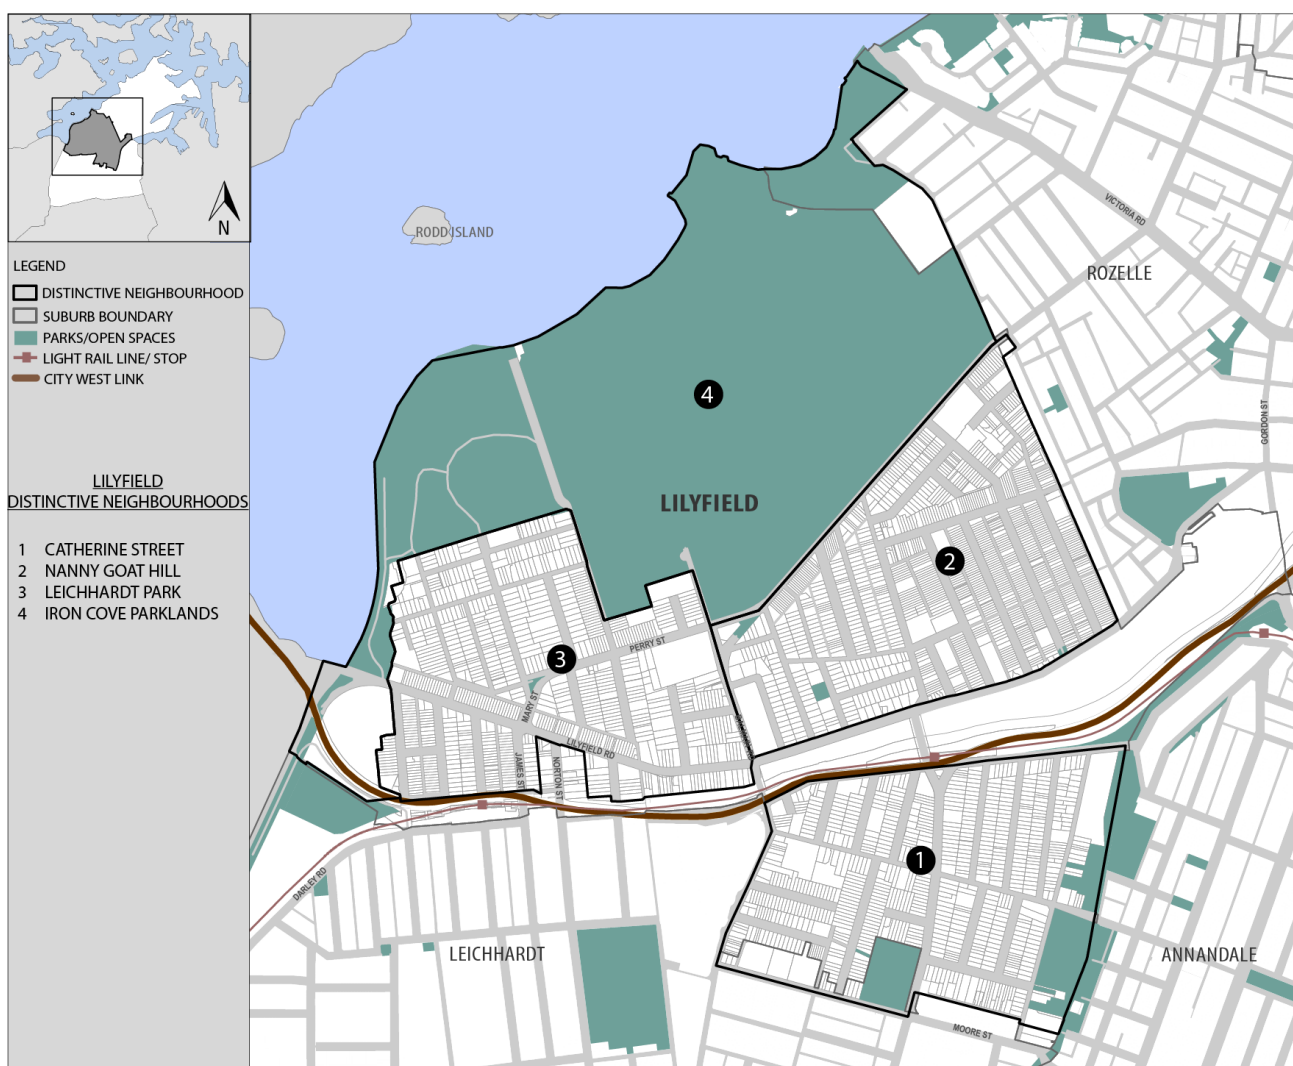 N
LEGEND
DISTINCTIVE NEIGHBOURHOOD
SUBURB BOUNDARY
PARKS/OPEN SPACES
LIGHT RAIL LINE/ STOP
CITY WEST LINK
LILYFIELD
DISTINCTIVE NEIGHBOURHOODS
1 CATHERINE STREET
2 NANNY GOAT HILL
3 LEICHHARDT PARK
4 IRON COVE PARKLANDS
RODD ISLAND
VICTORIA RD
ROZELLE
GORDON ST
4
LILYFIELD
2
3
PERRY ST
MARY ST
LILYFIELD RD
JAMES ST
NORTON ST
1
DARLEY RD
LEICHHARDT
ANNANDALE
MOORE ST